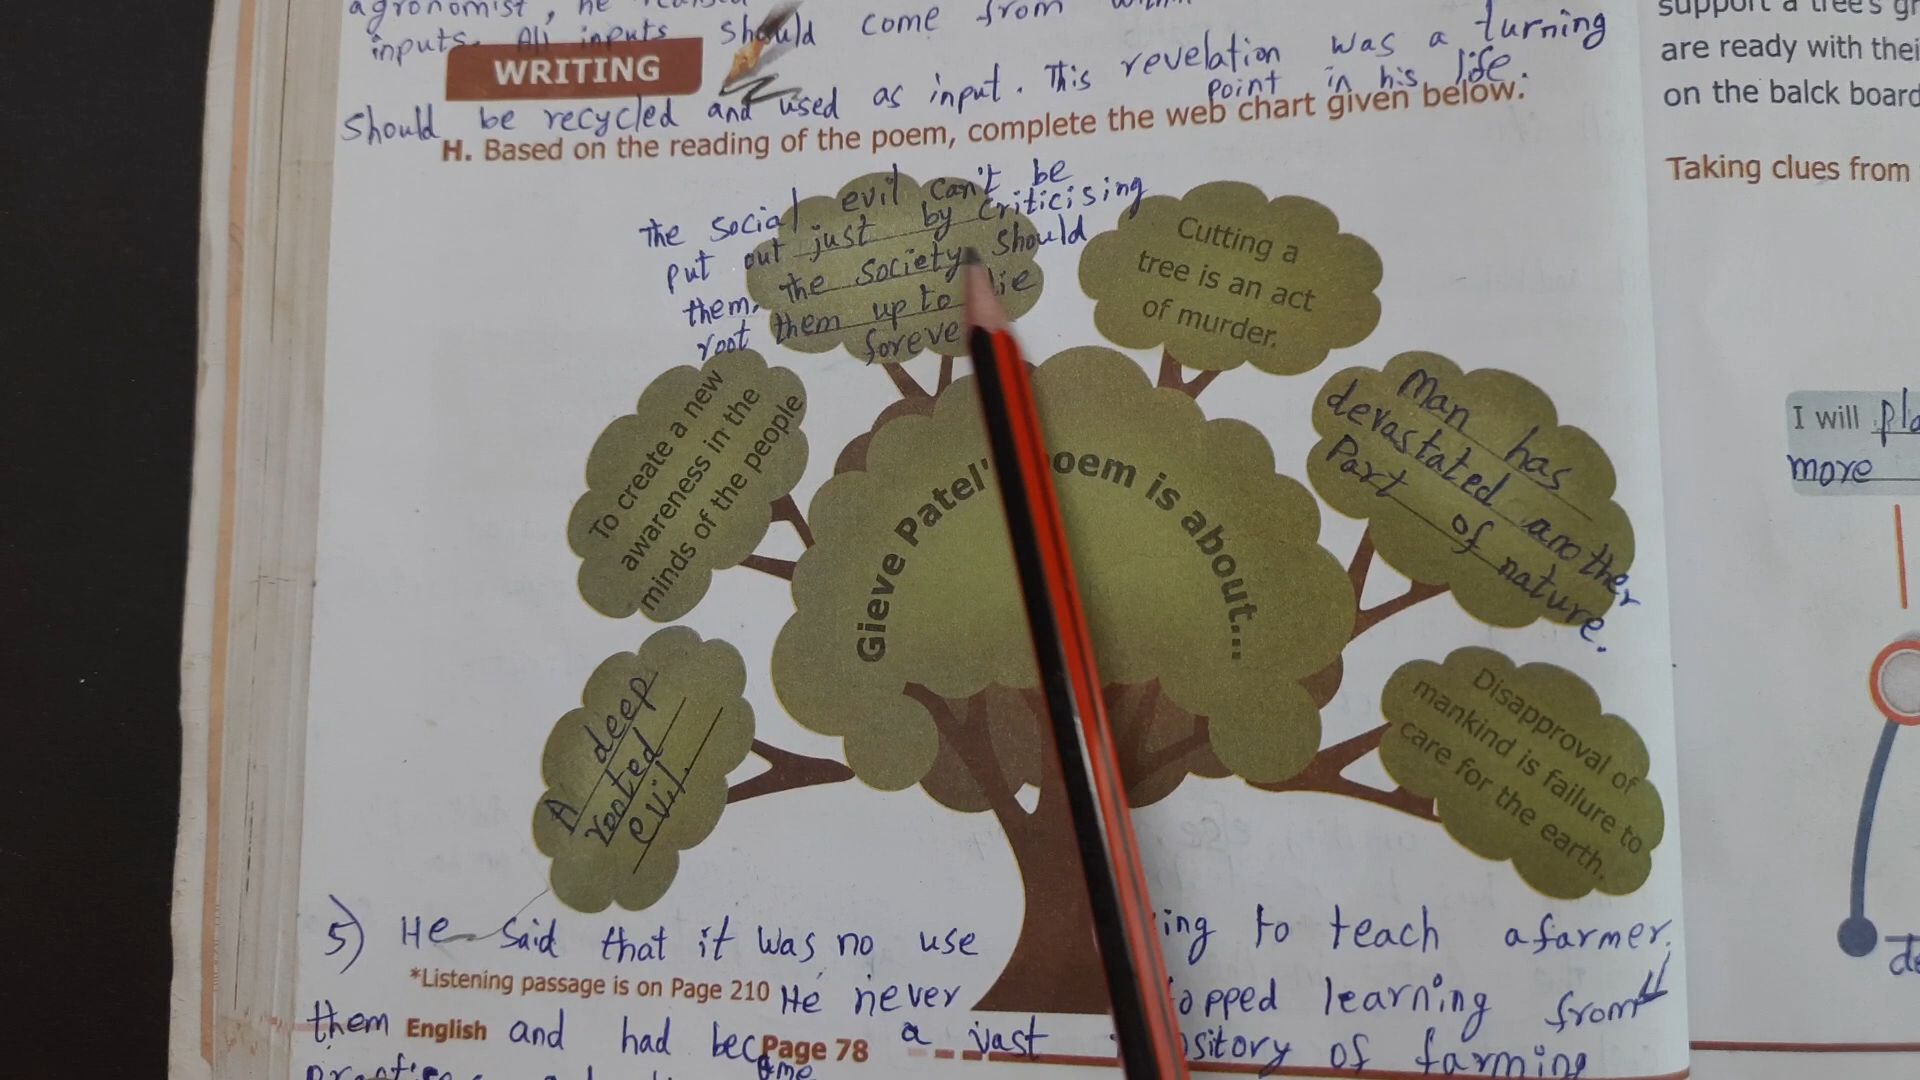 agronomist, he
inputs. All inputs should come from
WRITING
should be recycled and used as input. This revelation was a turning
point in his life.
H. Based on the reading of the poem, complete the web chart given below.
The social evil can't be
put out just by criticising
them. The society should
root them up to die
foreve
Cutting a
tree is an act
of murder.
To create a new
awareness in the
minds of the people
Man has
devastated another
Part of nature.
Gieve Patel' poem is about...
A deep
rooted
evil.
Disapproval of
mankind is failure to
care for the earth.
5) He said that it was no use ing to teach a farmer.
*Listening passage is on Page 210
He never opped learning from
them and had become a vast sitory of farming
English Page 78
support a tree's
are ready with thei
on the balck board
Taking clues from
I will
more